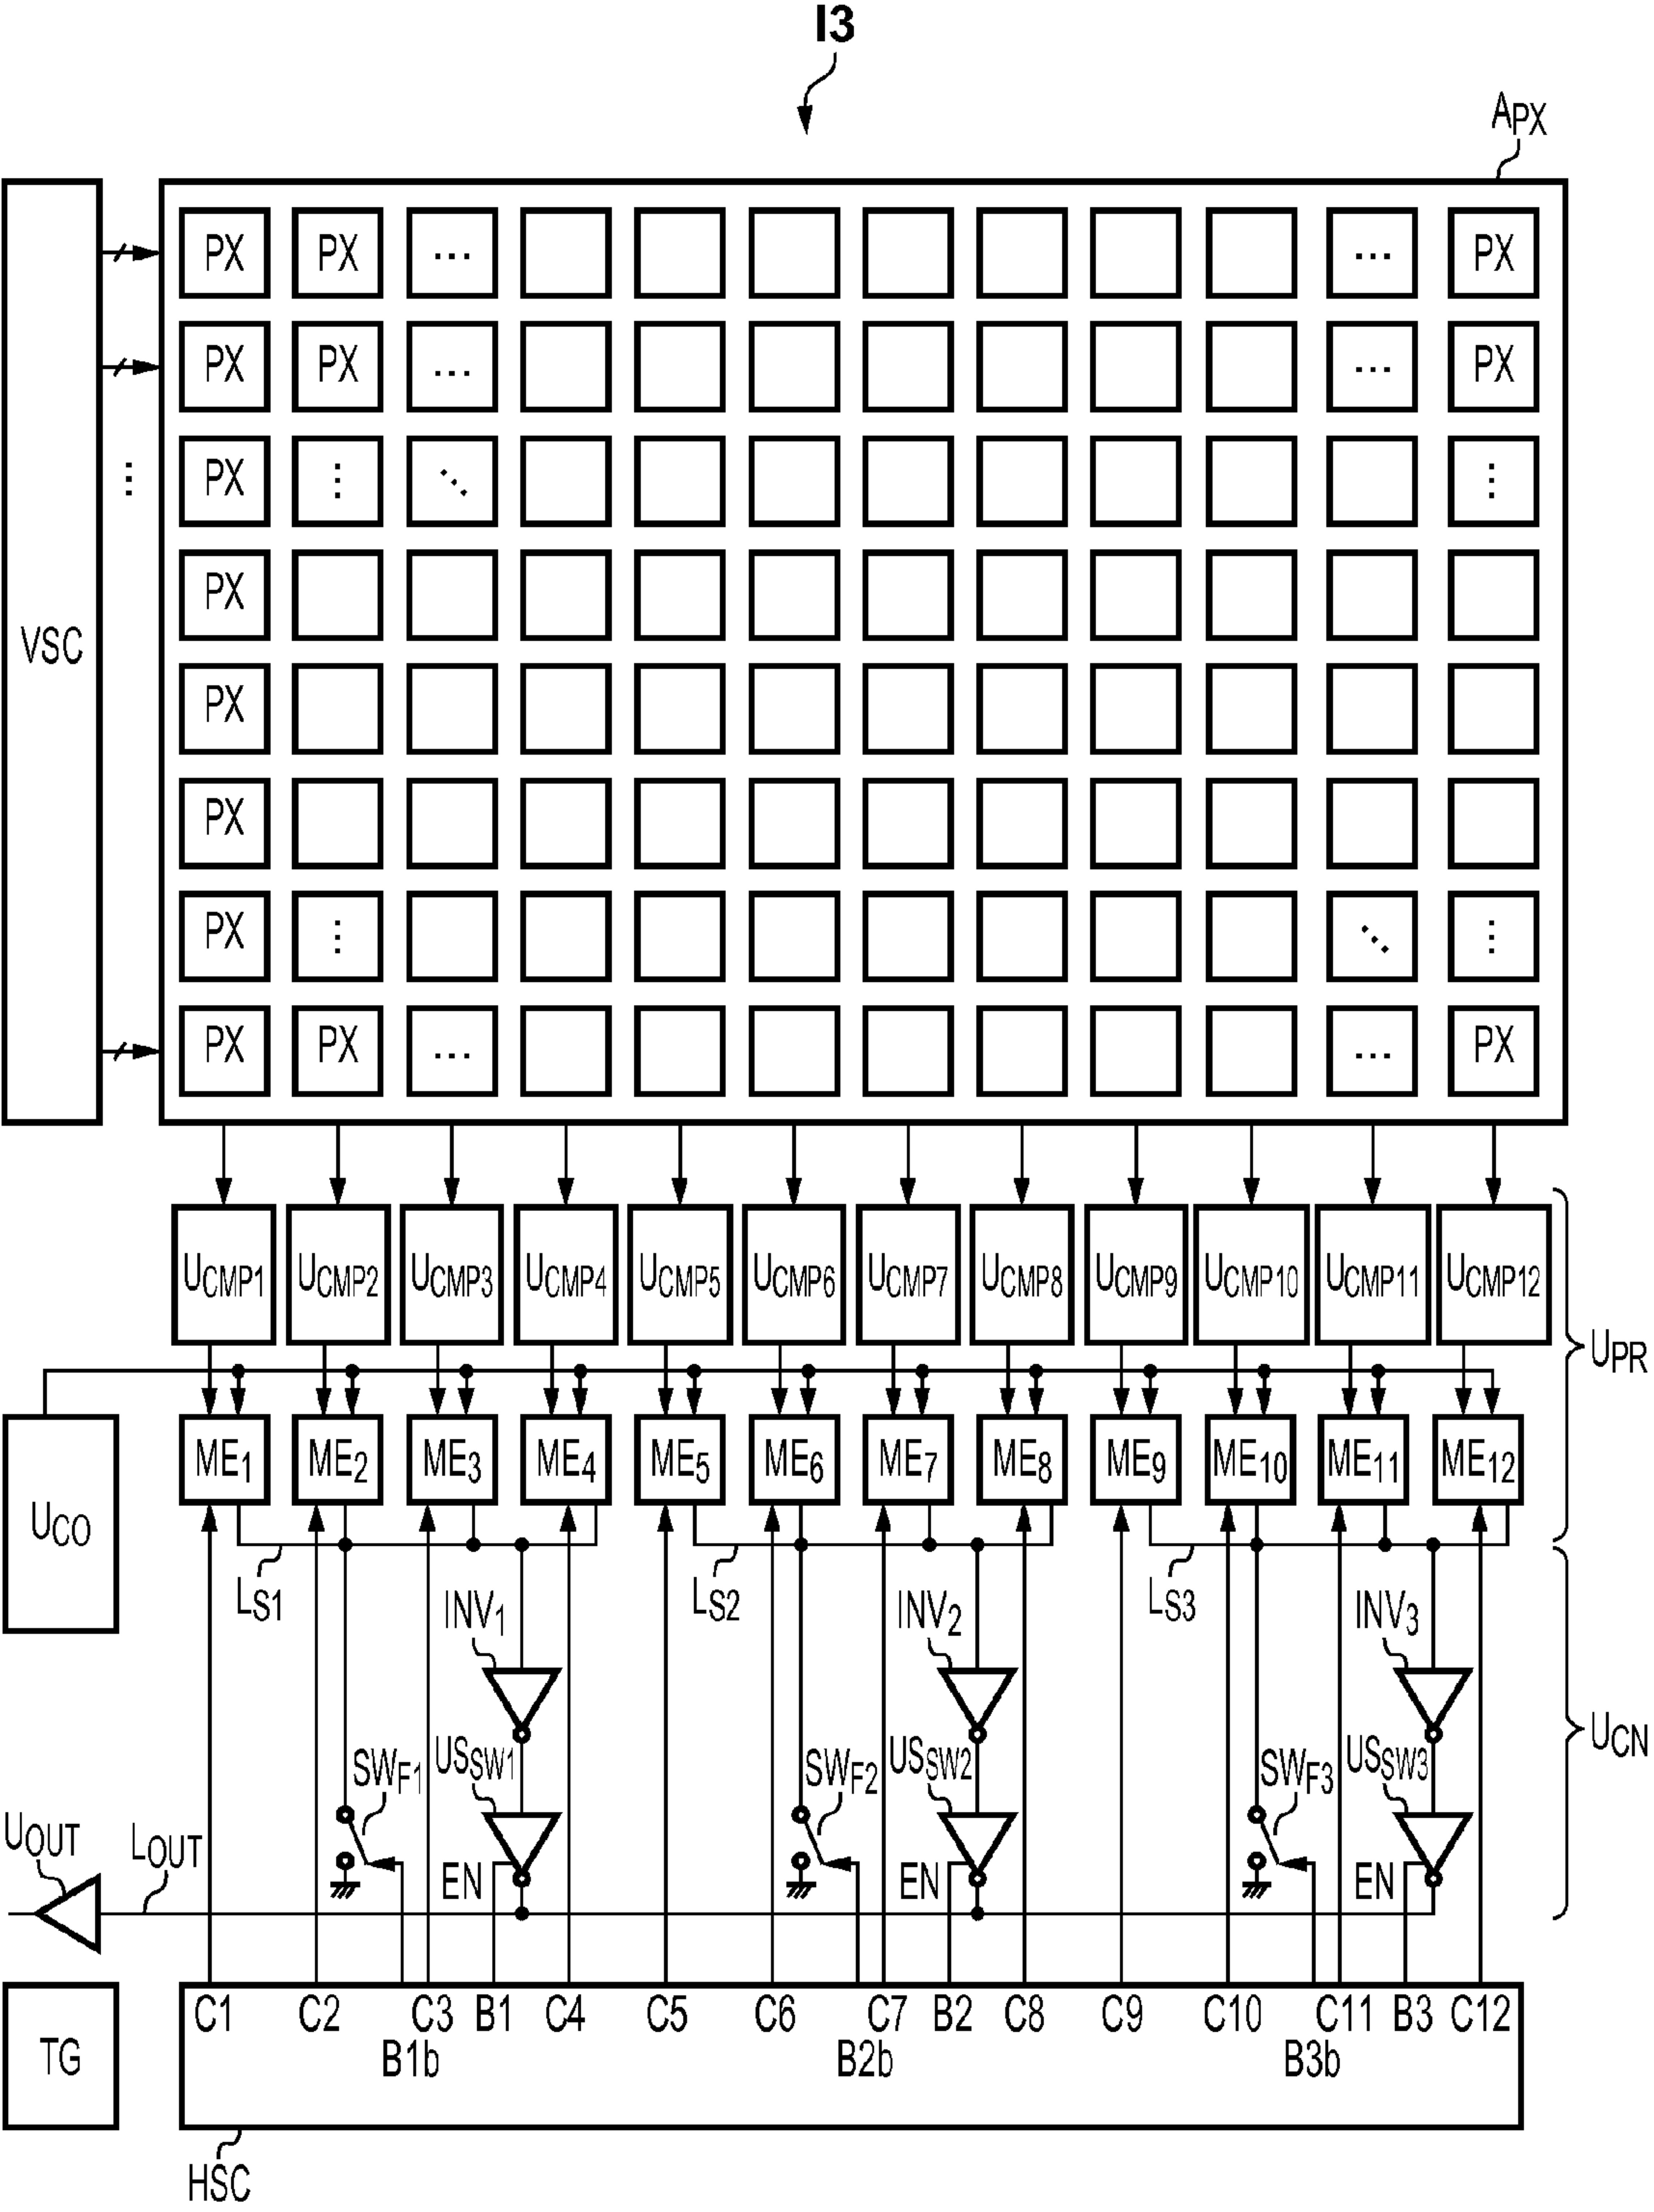 I3
APX
PX PX ... ... PX
PX PX ... ... PX
⋮ PX ⋮ ⋱ ⋮
PX
VSC
PX
PX
PX ⋮ ⋱ ⋮
PX PX ... ... PX
UCMP1 UCMP2 UCMP3 UCMP4 UCMP5 UCMP6 UCMP7 UCMP8 UCMP9 UCMP10 UCMP11 UCMP12
UPR
ME1 ME2 ME3 ME4 ME5 ME6 ME7 ME8 ME9 ME10 ME11 ME12
UCO
LS1 INV1 LS2 INV2 LS3 INV3
UCN
SWF1 USSW1 SWF2 USSW2 SWF3 USSW3
UOUT LOUT EN EN EN
C1 C2 C3 B1 C4 C5 C6 C7 B2 C8 C9 C10 C11 B3 C12
TG B1b B2b B3b
HSC